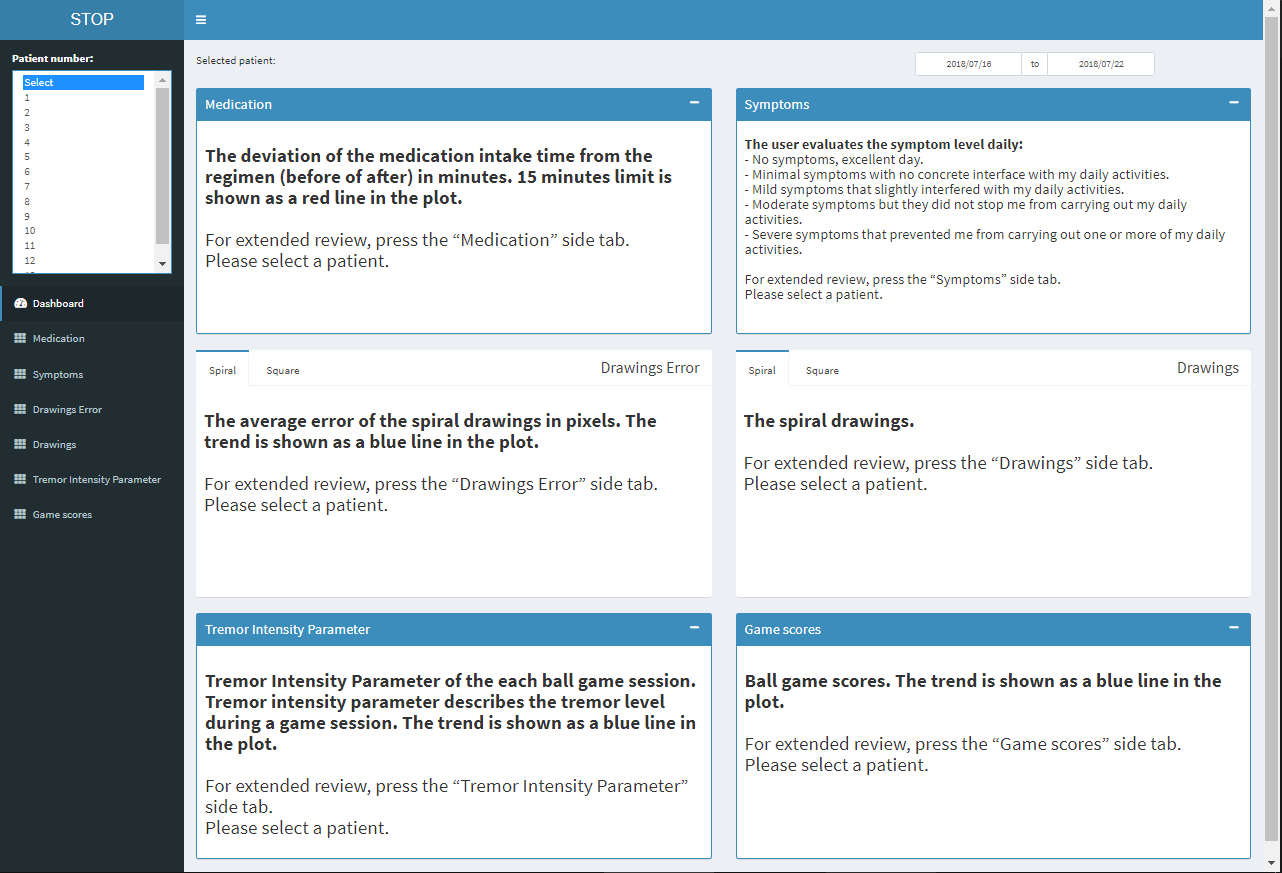 STOP
Patient number:
Select
1
2
3
4
5
6
7
8
9
10
11
12
Dashboard
Medication
Symptoms
Drawings Error
Drawings
Tremor Intensity Parameter
Game scores
Selected patient:
2018/07/16 to 2018/07/22
Medication
The deviation of the medication intake time from the
regimen (before of after) in minutes. 15 minutes limit is
shown as a red line in the plot.
For extended review, press the “Medication” side tab.
Please select a patient.
Symptoms
The user evaluates the symptom level daily:
- No symptoms, excellent day.
- Minimal symptoms with no concrete interface with my daily activities.
- Mild symptoms that slightly interfered with my daily activities.
- Moderate symptoms but they did not stop me from carrying out my daily
activities.
- Severe symptoms that prevented me from carrying out one or more of my daily
activities.
For extended review, press the “Symptoms” side tab.
Please select a patient.
Spiral Square Drawings Error
The average error of the spiral drawings in pixels. The
trend is shown as a blue line in the plot.
For extended review, press the “Drawings Error” side tab.
Please select a patient.
Spiral Square Drawings
The spiral drawings.
For extended review, press the “Drawings” side tab.
Please select a patient.
Tremor Intensity Parameter
Tremor Intensity Parameter of the each ball game session.
Tremor intensity parameter describes the tremor level
during a game session. The trend is shown as a blue line in
the plot.
For extended review, press the “Tremor Intensity Parameter”
side tab.
Please select a patient.
Game scores
Ball game scores. The trend is shown as a blue line in the
plot.
For extended review, press the “Game scores” side tab.
Please select a patient.